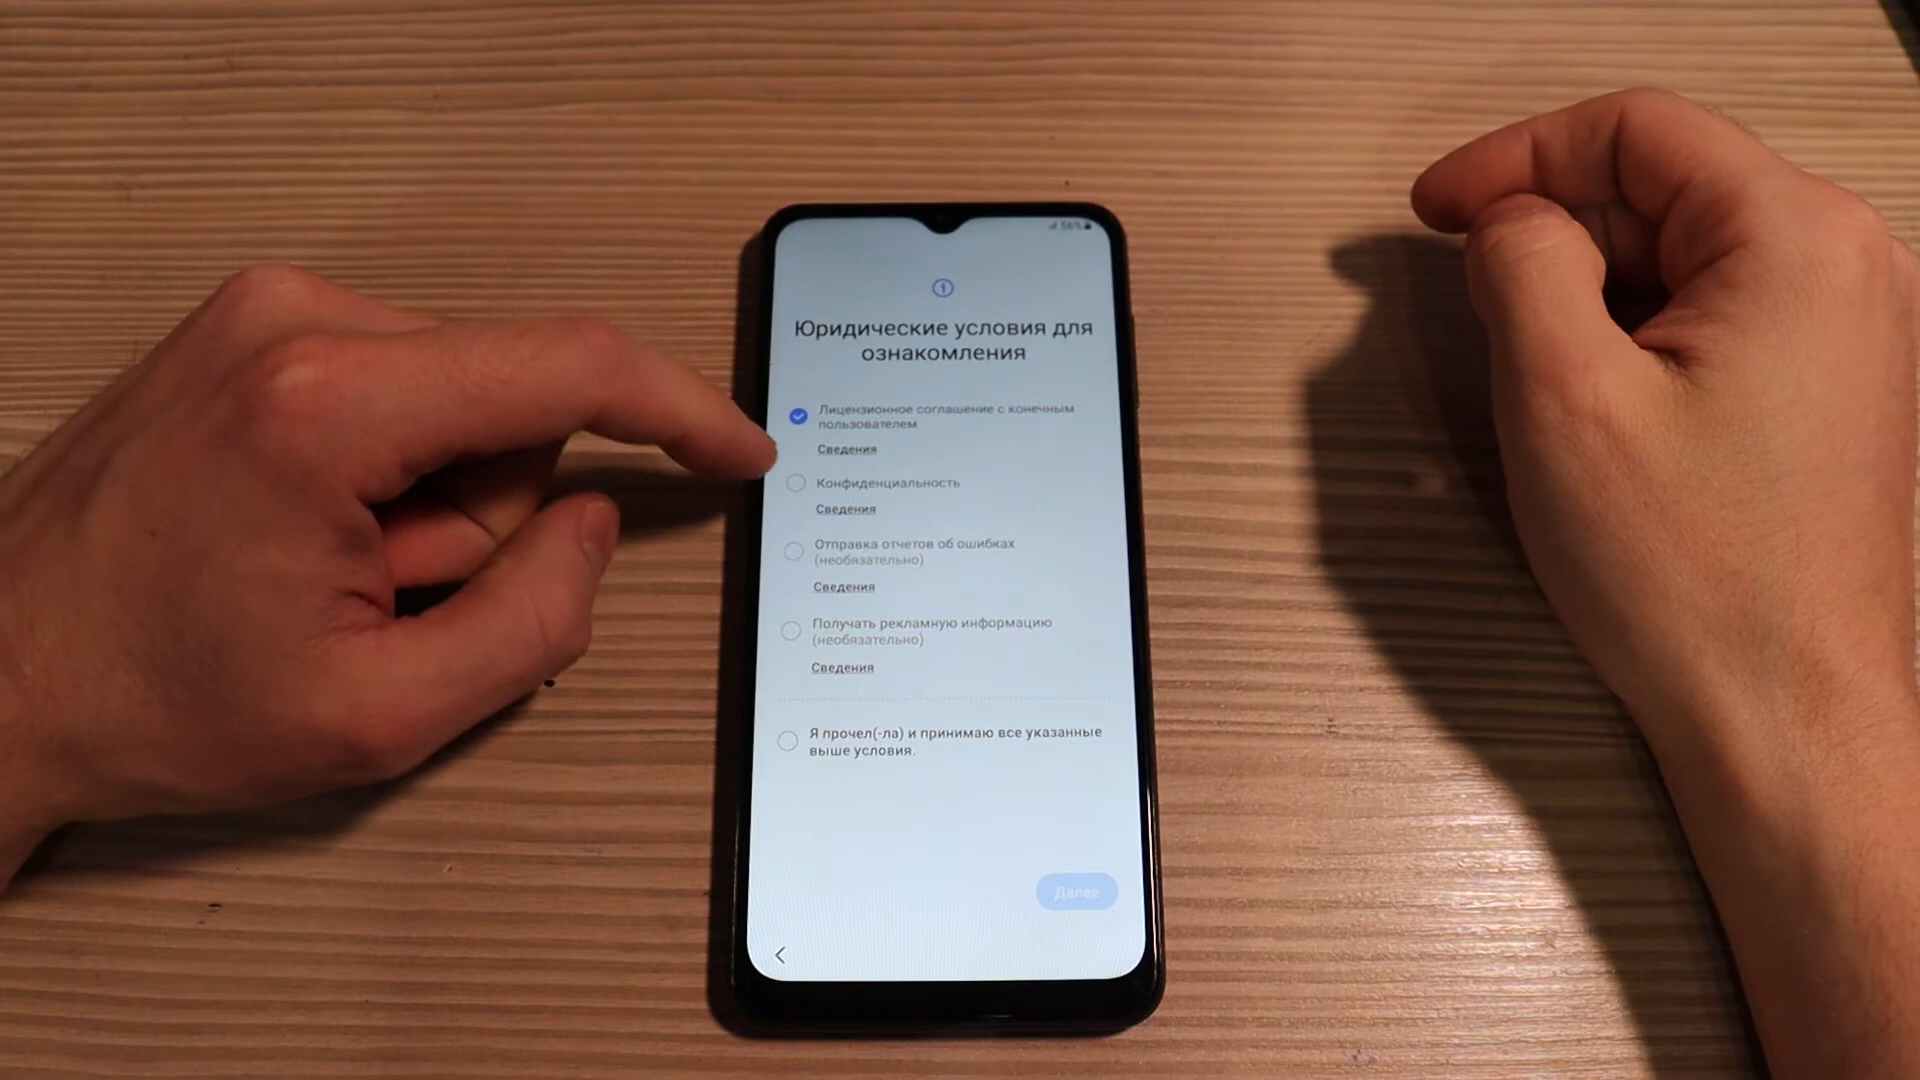 56%
Юридические условия для
ознакомления
Лицензионное соглашение с конечным
пользователем
Сведения
Конфиденциальность
Сведения
Отправка отчетов об ошибках
(необязательно)
Сведения
Получать рекламную информацию
(необязательно)
Сведения
Я прочел(-ла) и принимаю все указанные
выше условия.
Далее